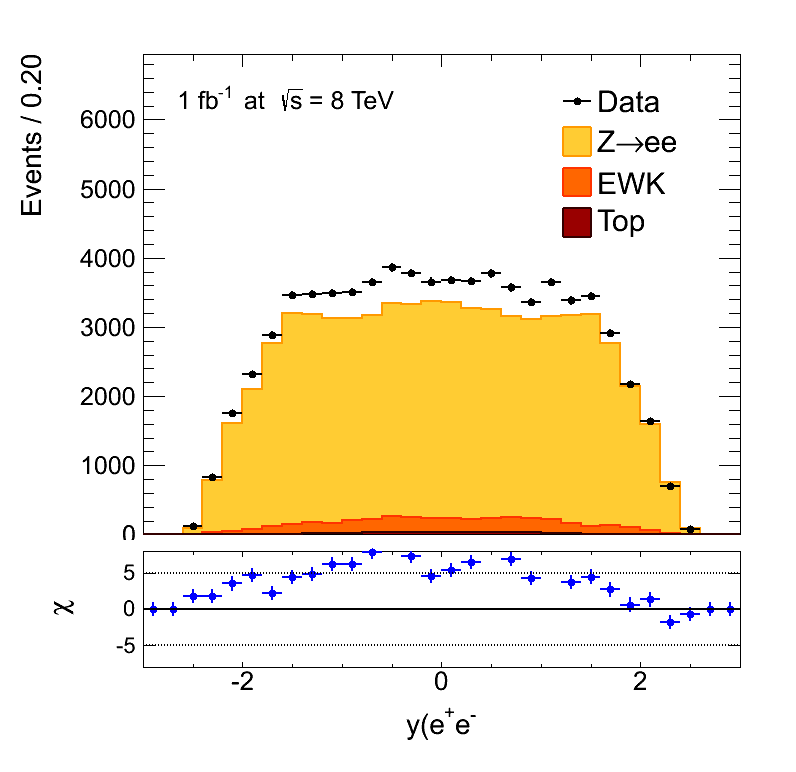 Events / 0.20
1 fb-1 at √s = 8 TeV
Data
Z→ee
EWK
Top
6000
5000
4000
3000
2000
1000
0
χ
5
0
-5
-2 0 2
y(e+e-